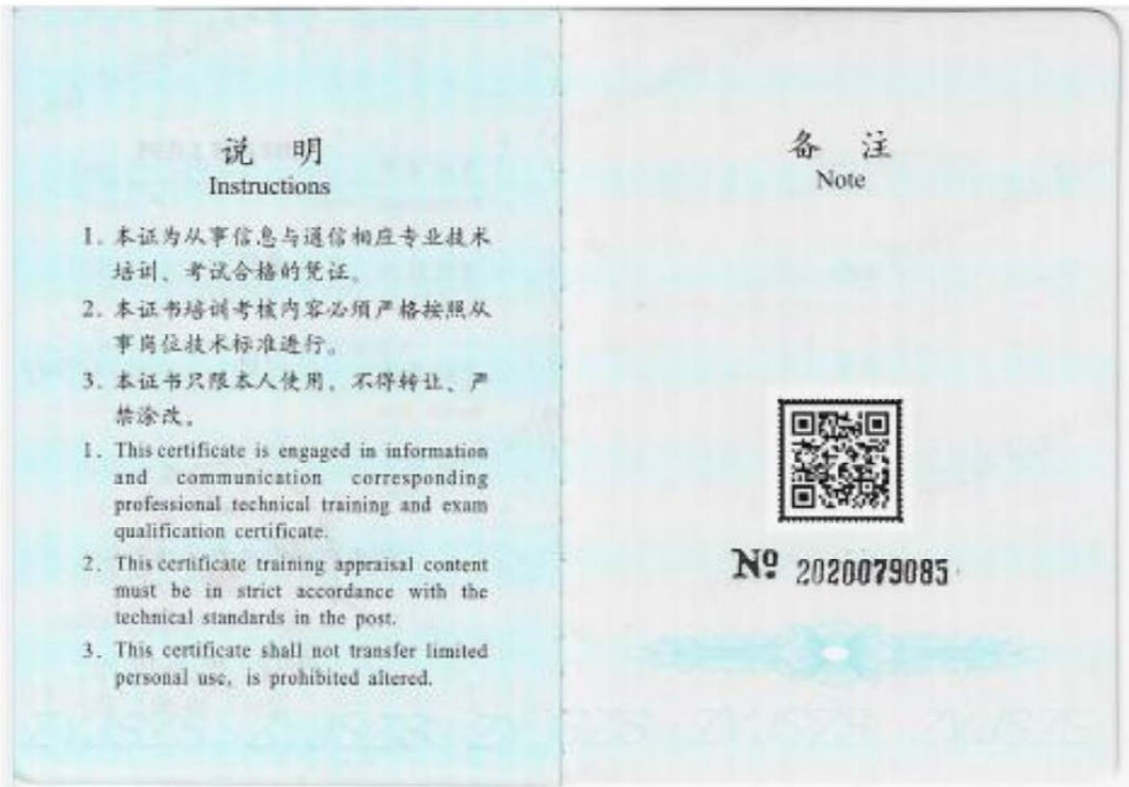 说 明
Instructions
1. 本证为从事信息与通信相应专业技术
培训、考试合格的凭证。
2. 本证书培训考核内容必须严格按照从
事岗位技术标准进行。
3. 本证书只限本人使用,不得转让、严
禁涂改。
1. This certificate is engaged in information
and communication corresponding
professional technical training and exam
qualification certificate.
2. This certificate training appraisal content
must be in strict accordance with the
technical standards in the post.
3. This certificate shall not transfer limited
personal use, is prohibited altered.
备 注
Note
Nº 2020079085